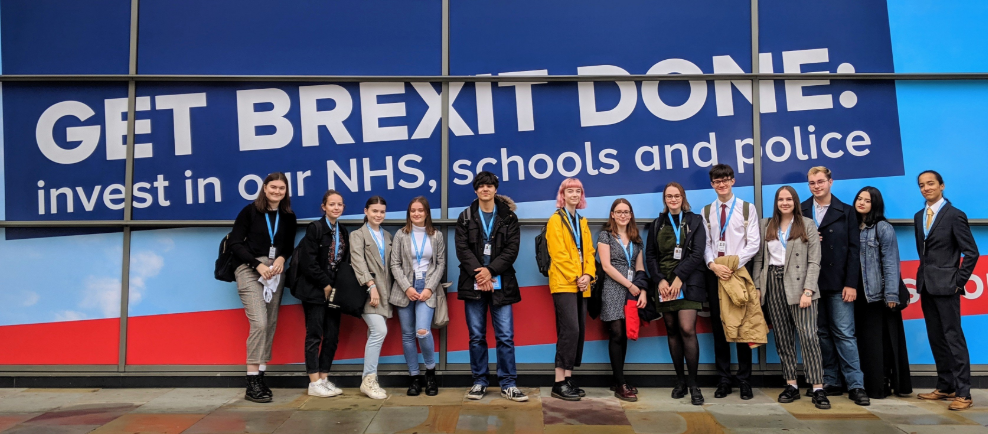 GET BREXIT DONE:
invest in our NHS, schools and police